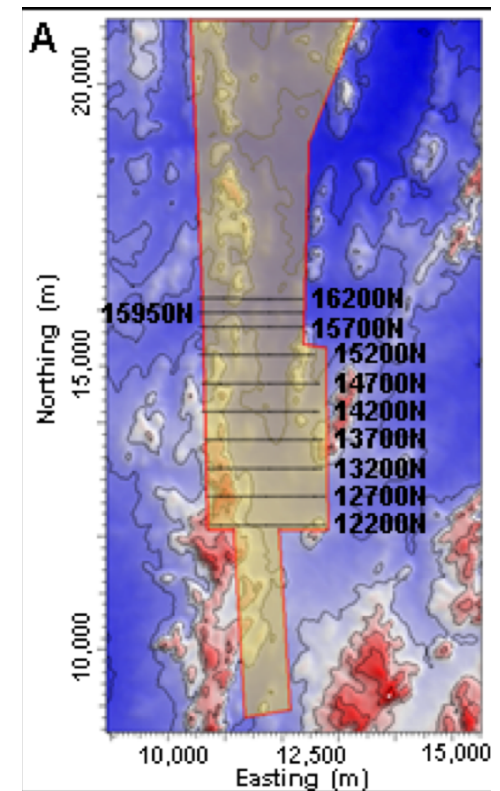 A
20,000
15,000
10,000
Northing (m)
16200N
15950N
15700N
15200N
14700N
14200N
13700N
13200N
12700N
12200N
10,000
12,500
15,000
Easting (m)